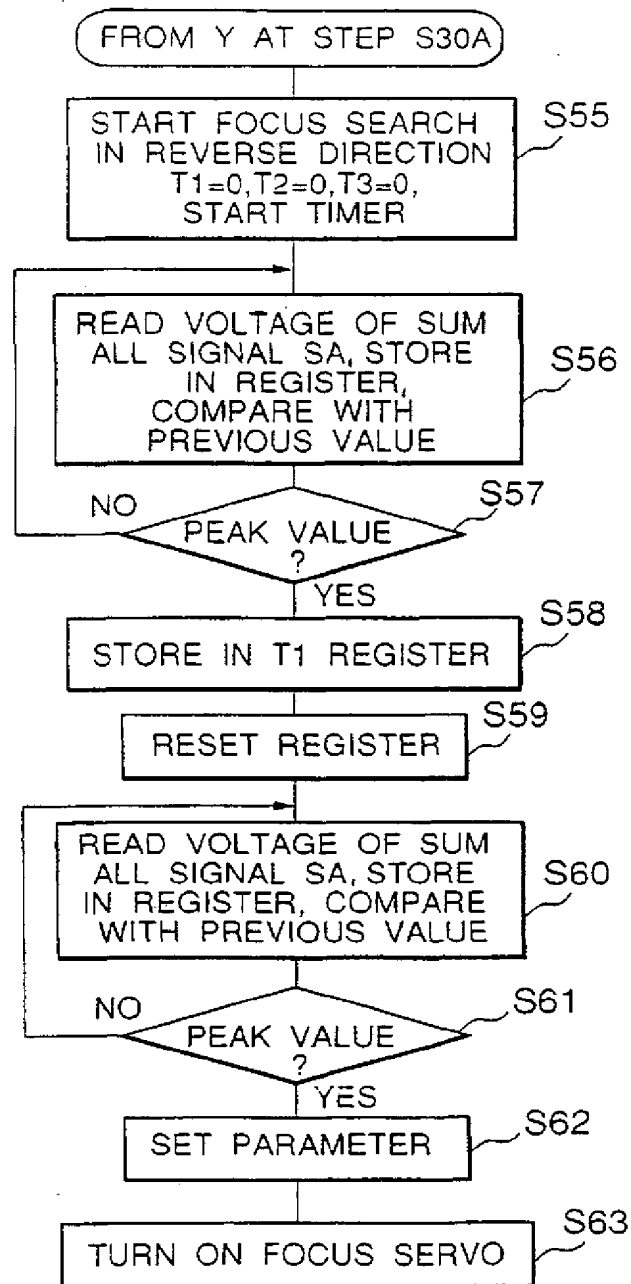 FROM Y AT STEP S30A
S55
START FOCUS SEARCH
IN REVERSE DIRECTION
T1=0,T2=0,T3=0,
START TIMER
READ VOLTAGE OF SUM
ALL SIGNAL SA, STORE
IN REGISTER,
COMPARE WITH
PREVIOUS VALUE
S56
NO
S57
PEAK VALUE
?
YES
S58
STORE IN T1 REGISTER
S59
RESET REGISTER
READ VOLTAGE OF SUM
ALL SIGNAL SA, STORE
IN REGISTER, COMPARE
WITH PREVIOUS VALUE
S60
NO
S61
PEAK VALUE
?
YES
S62
SET PARAMETER
S63
TURN ON FOCUS SERVO